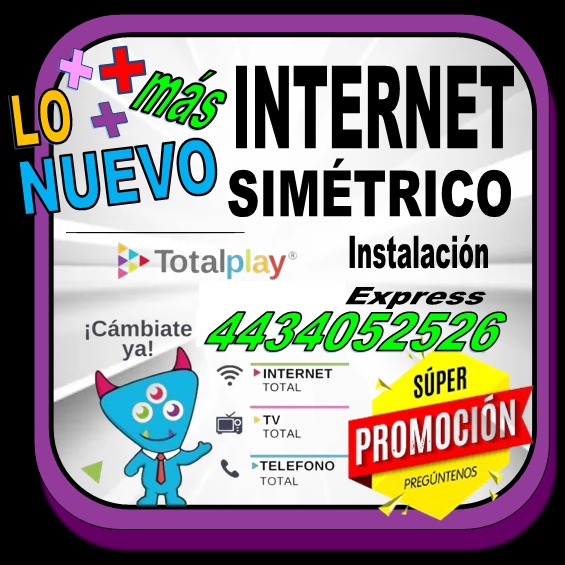 LO más
NUEVO
INTERNET
SIMÉTRICO
Totalplay®
Instalación
Express
4434052526
¡Cámbiate
ya!
INTERNET
TOTAL
TV
TOTAL
TELEFONO
TOTAL
SÚPER
PROMOCIÓN
PREGÚNTENOS